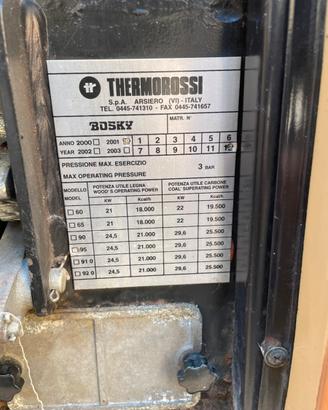 THERMOROSSI
S.p.A. ARSIERO (VI) - ITALY
TEL. 0445-741310 - FAX 0445-741657
BOSKY MATR. N°
ANNO 2000 2001 1 2 3 4 5 6
YEAR 2002 2003 7 8 9 10 11 12
PRESSIONE MAX. ESERCIZIO 3 BAR
MAX OPERATING PRESSURE
MODELLO POTENZA UTILE LEGNA POTENZA UTILE CARBONE
MODEL WOOD'S OPERATING POWER COAL' SUPERATING POWER
KW Kcal/h KW Kcal/h
60 21 18.000 22 19.500
65 21 18.000 22 19.500
90 24,5 21.000 29,6 25.500
95 24,5 21.000 29,6 25.500
91 0 24,5 21.000 29,6 25.500
92 0 24,5 21.000 29,6 25.500